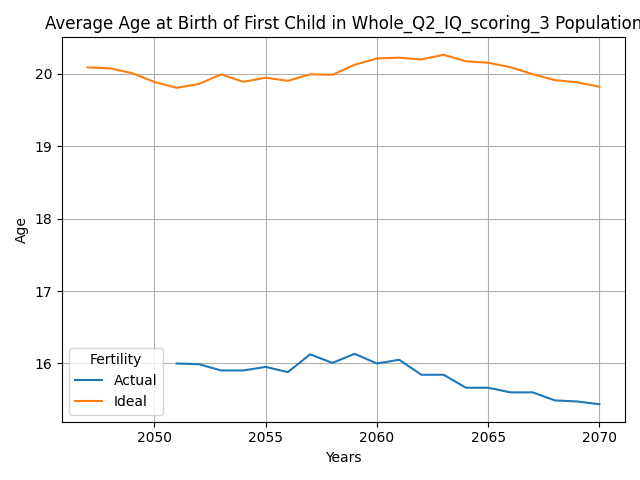 Average Age at Birth of First Child in Whole_Q2_IQ_scoring_3 Population
Age
20
19
18
17
16
Fertility
Actual
Ideal
2050 2055 2060 2065 2070
Years